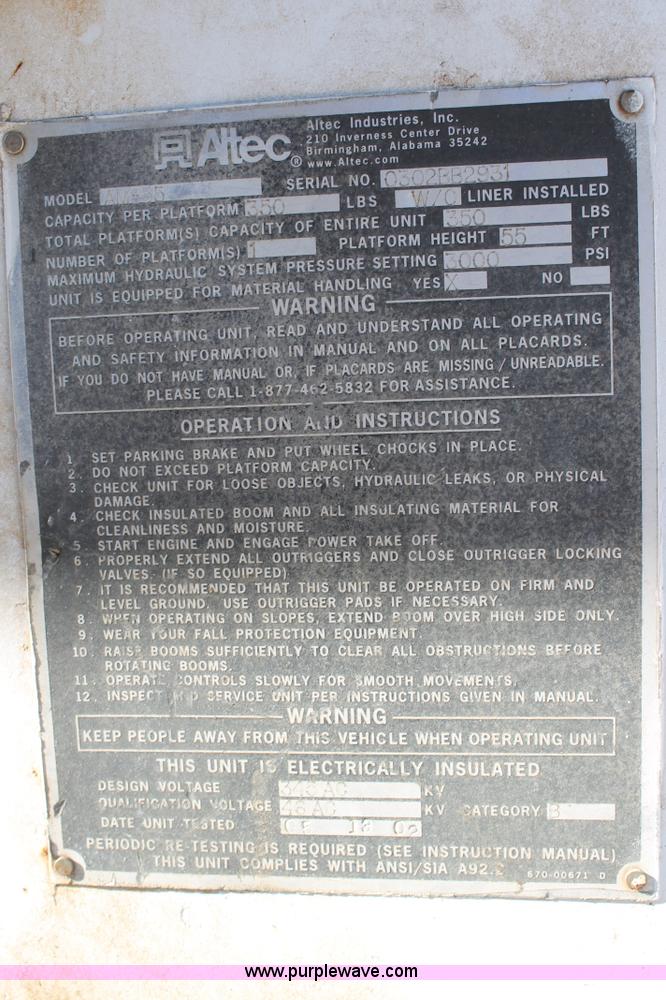 Altec®
Altec Industries, Inc.
210 Inverness Center Drive
Birmingham, Alabama 35242
www.Altec.com
MODEL SERIAL NO. 0302BB2931
CAPACITY PER PLATFORM 350 LBS W/O LINER INSTALLED
TOTAL PLATFORM(S) CAPACITY OF ENTIRE UNIT 350 LBS
NUMBER OF PLATFORM(S) 1 PLATFORM HEIGHT 55 FT
MAXIMUM HYDRAULIC SYSTEM PRESSURE SETTING 3000 PSI
UNIT IS EQUIPPED FOR MATERIAL HANDLING YES X NO
WARNING
BEFORE OPERATING UNIT, READ AND UNDERSTAND ALL OPERATING
AND SAFETY INFORMATION IN MANUAL AND ON ALL PLACARDS.
IF YOU DO NOT HAVE MANUAL OR, IF PLACARDS ARE MISSING/UNREADABLE.
PLEASE CALL 1-877-462-5832 FOR ASSISTANCE.
OPERATION AND INSTRUCTIONS
1. SET PARKING BRAKE AND PUT WHEEL CHOCKS IN PLACE.
2. DO NOT EXCEED PLATFORM CAPACITY.
3. CHECK UNIT FOR LOOSE OBJECTS, HYDRAULIC LEAKS, OR PHYSICAL
DAMAGE.
4. CHECK INSULATED BOOM AND ALL INSULATING MATERIAL FOR
CLEANLINESS AND MOISTURE.
5. START ENGINE AND ENGAGE POWER TAKE OFF.
6. PROPERLY EXTEND ALL OUTRIGGERS AND CLOSE OUTRIGGER LOCKING
VALVES. (IF SO EQUIPPED)
7. IT IS RECOMMENDED THAT THIS UNIT BE OPERATED ON FIRM AND
LEVEL GROUND. USE OUTRIGGER PADS IF NECESSARY.
8. WHEN OPERATING ON SLOPES, EXTEND BOOM OVER HIGH SIDE ONLY.
9. WEAR YOUR FALL PROTECTION EQUIPMENT.
10. RAISE BOOMS SUFFICIENTLY TO CLEAR ALL OBSTRUCTIONS BEFORE
ROTATING BOOMS.
11. OPERATE CONTROLS SLOWLY FOR SMOOTH MOVEMENTS.
12. INSPECT AND SERVICE UNIT PER INSTRUCTIONS GIVEN IN MANUAL.
WARNING
KEEP PEOPLE AWAY FROM THIS VEHICLE WHEN OPERATING UNIT
THIS UNIT IS ELECTRICALLY INSULATED
DESIGN VOLTAGE KV
QUALIFICATION VOLTAGE 46 AC KV CATEGORY B
DATE UNIT TESTED
PERIODIC RE-TESTING IS REQUIRED (SEE INSTRUCTION MANUAL)
THIS UNIT COMPLIES WITH ANSI/SIA A92.2
670-00671 D
www.purplewave.com